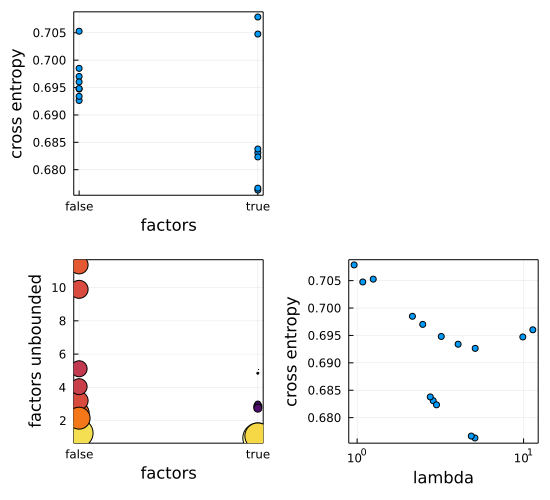 cross entropy
0.705
0.700
0.695
0.690
0.685
0.680
false
true
factors
factors unbounded
10
8
6
4
2
false
true
factors
cross entropy
0.705
0.700
0.695
0.690
0.685
0.680
10⁰
10¹
lambda